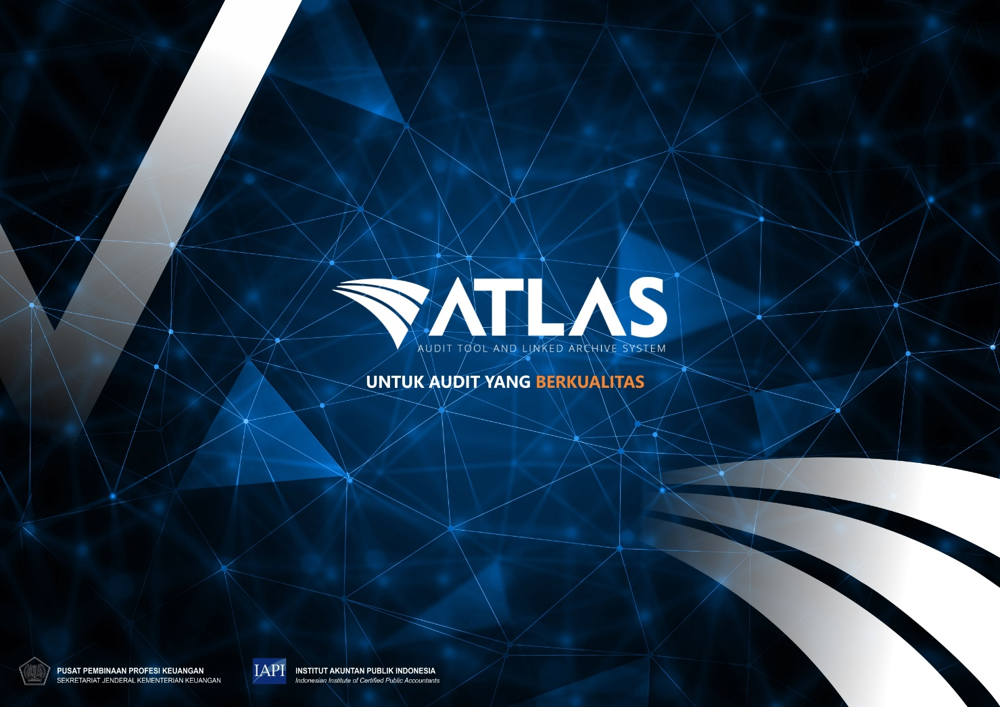 ATLAS
AUDIT TOOL AND LINKED ARCHIVE SYSTEM
UNTUK AUDIT YANG BERKUALITAS
PUSAT PEMBINAAN PROFESI KEUANGAN
SEKRETARIAT JENDERAL KEMENTERIAN KEUANGAN
IAPI
INSTITUT AKUNTAN PUBLIK INDONESIA
Indonesian Institute of Certified Public Accountants